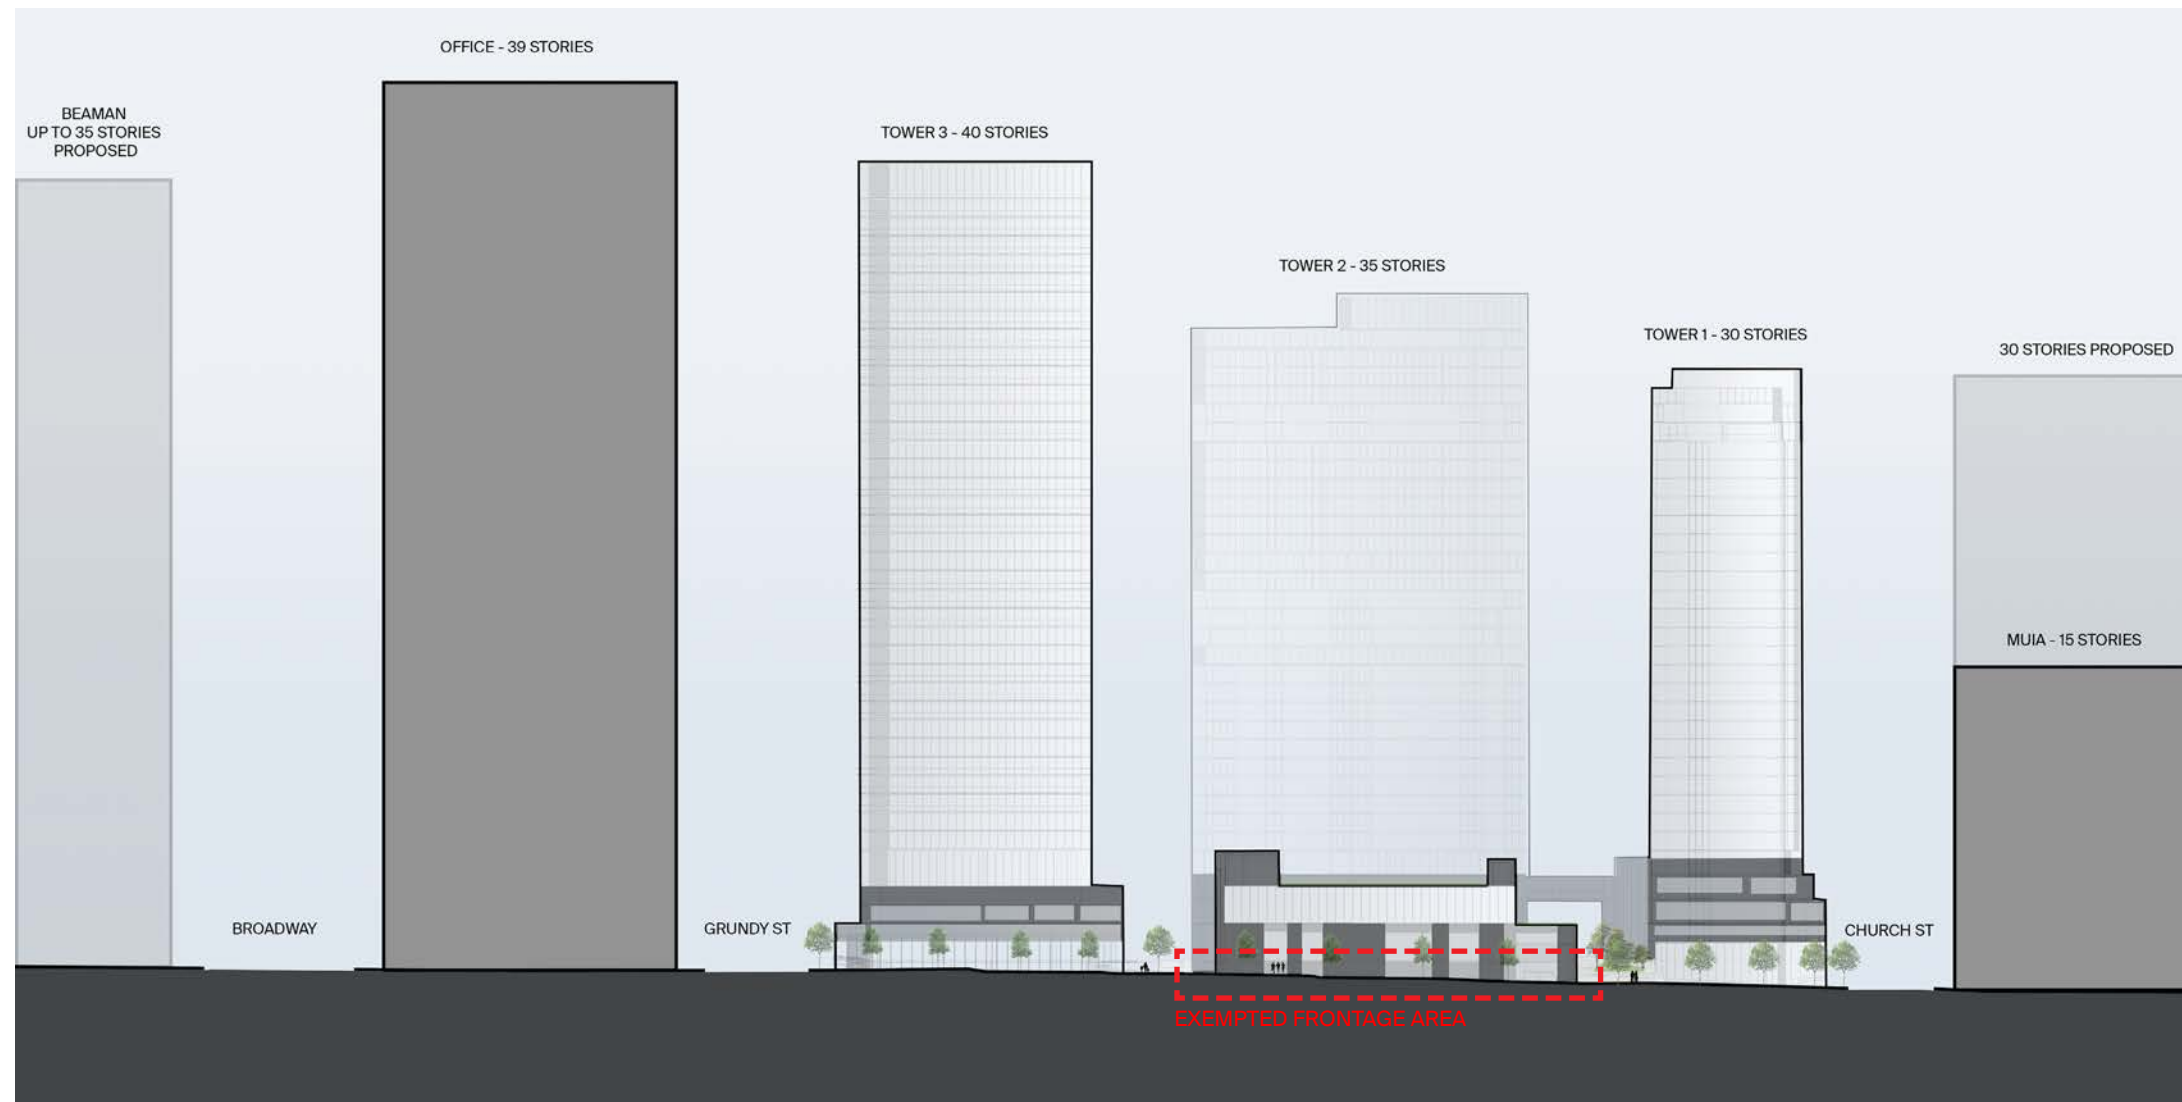 OFFICE - 39 STORIES
BEAMAN
UP TO 35 STORIES
PROPOSED
TOWER 3 - 40 STORIES
TOWER 2 - 35 STORIES
TOWER 1 - 30 STORIES
30 STORIES PROPOSED
MUIA - 15 STORIES
BROADWAY
GRUNDY ST
CHURCH ST
EXEMPTED FRONTAGE AREA